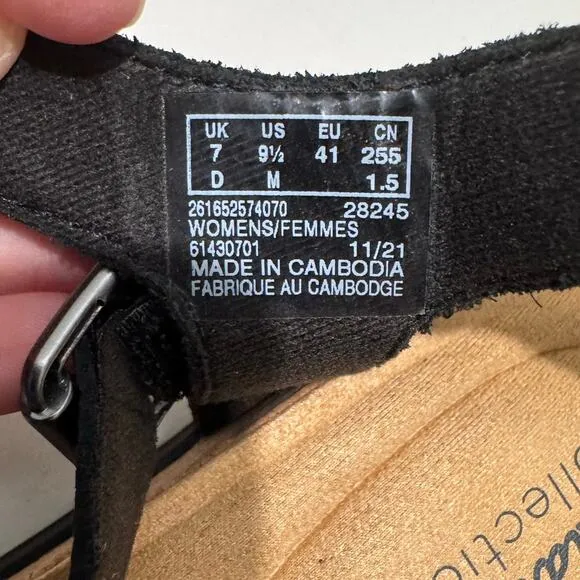 UK US EU CN
7 9½ 41 255
D M 1.5
261652574070 28245
WOMENS/FEMMES
61430701 11/21
MADE IN CAMBODIA
FABRIQUE AU CAMBODGE